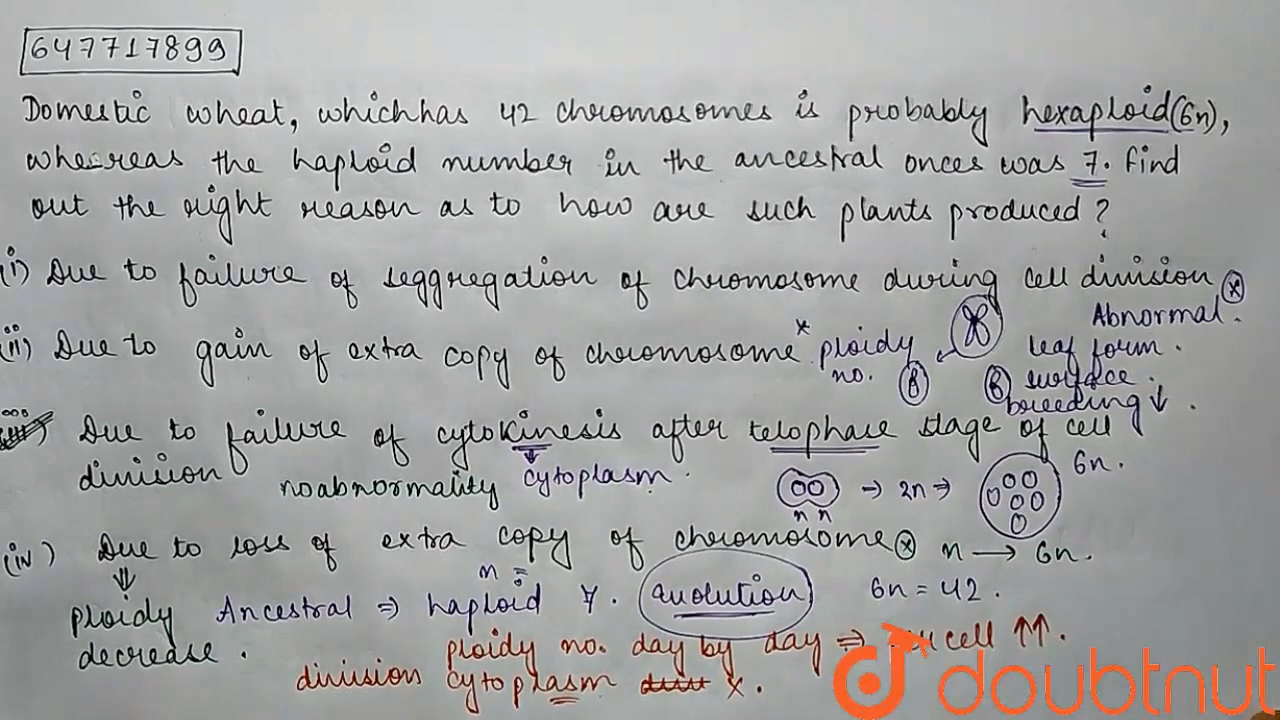 647717899
Domestic wheat, which has 42 chromosomes is probably hexaploid (6n),
whereas the haploid number in the ancestral onces was 7. Find
out the right reason as to how are such plants produced?
(i) Due to failure of seggregation of chromosome during cell division
(ii) Due to gain of extra copy of chromosome
ploidy
no.
Abnormal.
leaf form.
surface.
breeding ↓.
(iii) Due to failure of cytokinesis after telophase stage of cell
division
no abnormality
cytoplasm.
n n
→ 2n →
6n.
(iv) Due to loss of extra copy of chromosome
n → 6n.
ploidy
decrease.
Ancestral ⇒ haploid 7.
n =
6n = 42.
ploidy no. day by day ⇒ cell ↑↑.
division cytoplasm x.
doubtnut